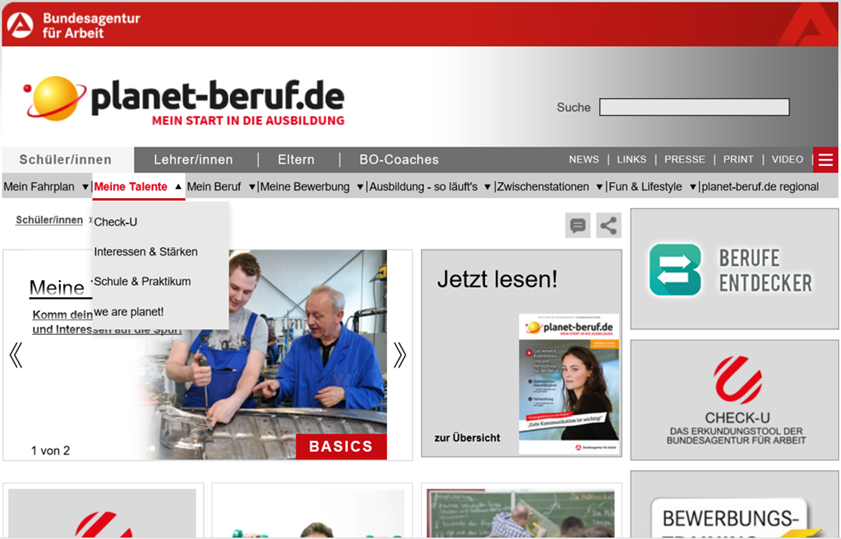 Bundesagentur
für Arbeit
planet-beruf.de
MEIN START IN DIE AUSBILDUNG
Suche
Schüler/innen
Lehrer/innen | Eltern | BO-Coaches
NEWS | LINKS | PRESSE | PRINT | VIDEO
Mein Fahrplan ▼|Meine Talente ▲|Mein Beruf ▼|Meine Bewerbung ▼|Ausbildung - so läuft's ▼|Zwischenstationen ▼|Fun & Lifestyle ▼|planet-beruf.de regional
Schüler/innen
Check-U
Interessen & Stärken
Schule & Praktikum
we are planet!
Meine
Komm dein
und Interessen auf die Spur!
1 von 2
BASICS
Jetzt lesen!
planet-beruf.de
MEIN START IN DIE AUSBILDUNG
"Gute Kommunikation ist wichtig"
Bundesagentur für Arbeit
zur Übersicht
BERUFE
ENTDECKER
CHECK-U
DAS ERKUNDUNGSTOOL DER
BUNDESAGENTUR FÜR ARBEIT
BEWERBUNGS-